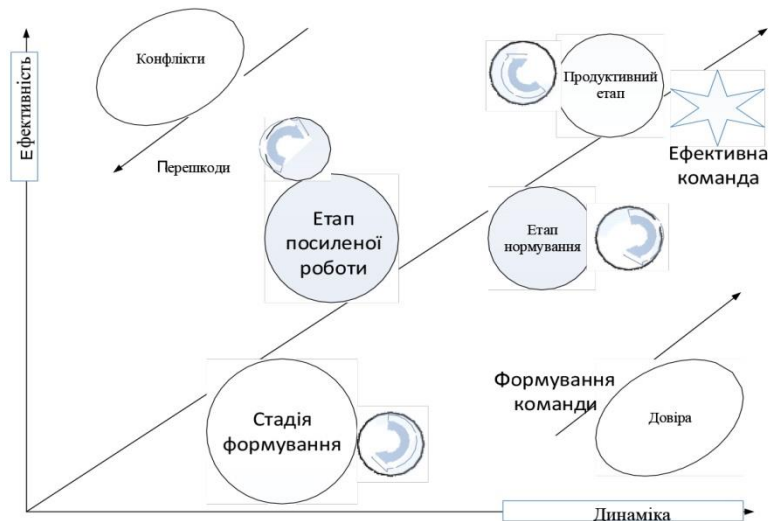 Ефективність
Конфлікти
Перешкоди
Продуктивний
етап
Ефективна
команда
Етап
посиленої
роботи
Етап
нормування
Стадія
формування
Формування
команди
Довіра
Динаміка